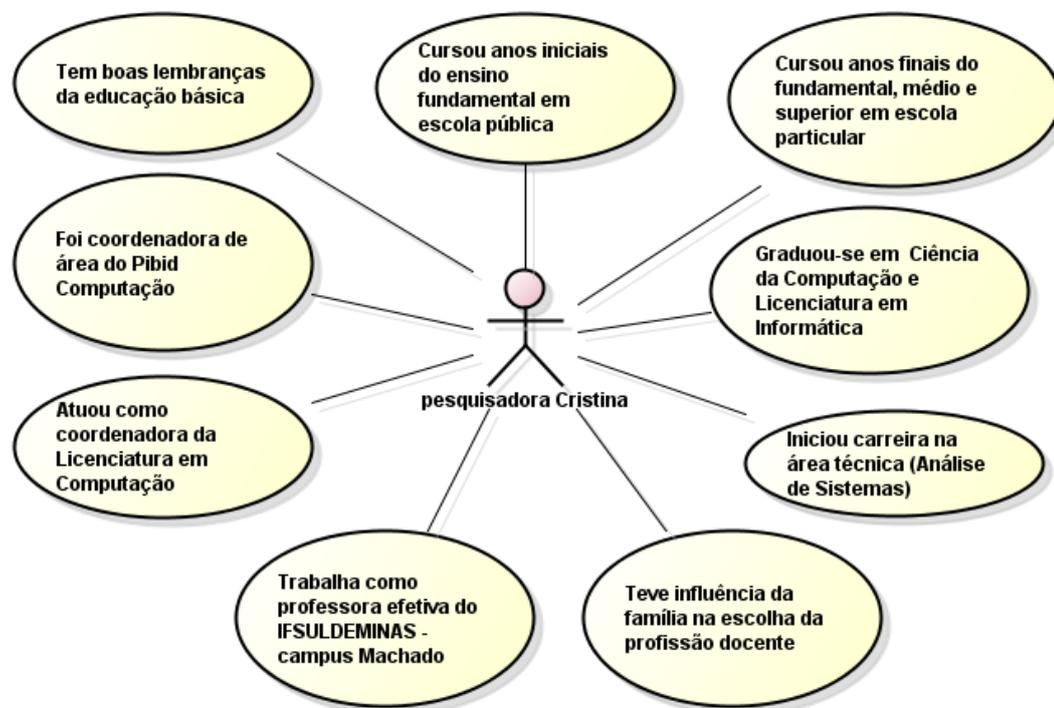 Tem boas lembranças
da educação básica
Cursou anos iniciais
do ensino
fundamental em
escola pública
Cursou anos finais do
fundamental, médio e
superior em escola
particular
Foi coordenadora de
área do Pibid
Computação
Graduou-se em  Ciência
da Computação e
Licenciatura em
Informática
pesquisadora Cristina
Atuou como
coordenadora da
Licenciatura em
Computação
Iniciou carreira na
área técnica (Análise
de Sistemas)
Trabalha como
professora efetiva do
IFSULDEMINAS -
campus Machado
Teve influência da
família na escolha da
profissão docente